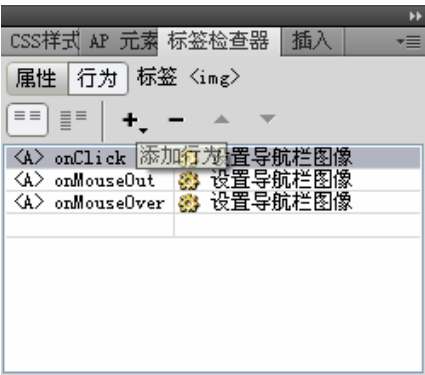 CSS样式 AP 元素 标签检查器 插入
属性 行为 标签 <img>
添加行为
<A> onClick 设置导航栏图像
<A> onMouseOut 设置导航栏图像
<A> onMouseOver 设置导航栏图像